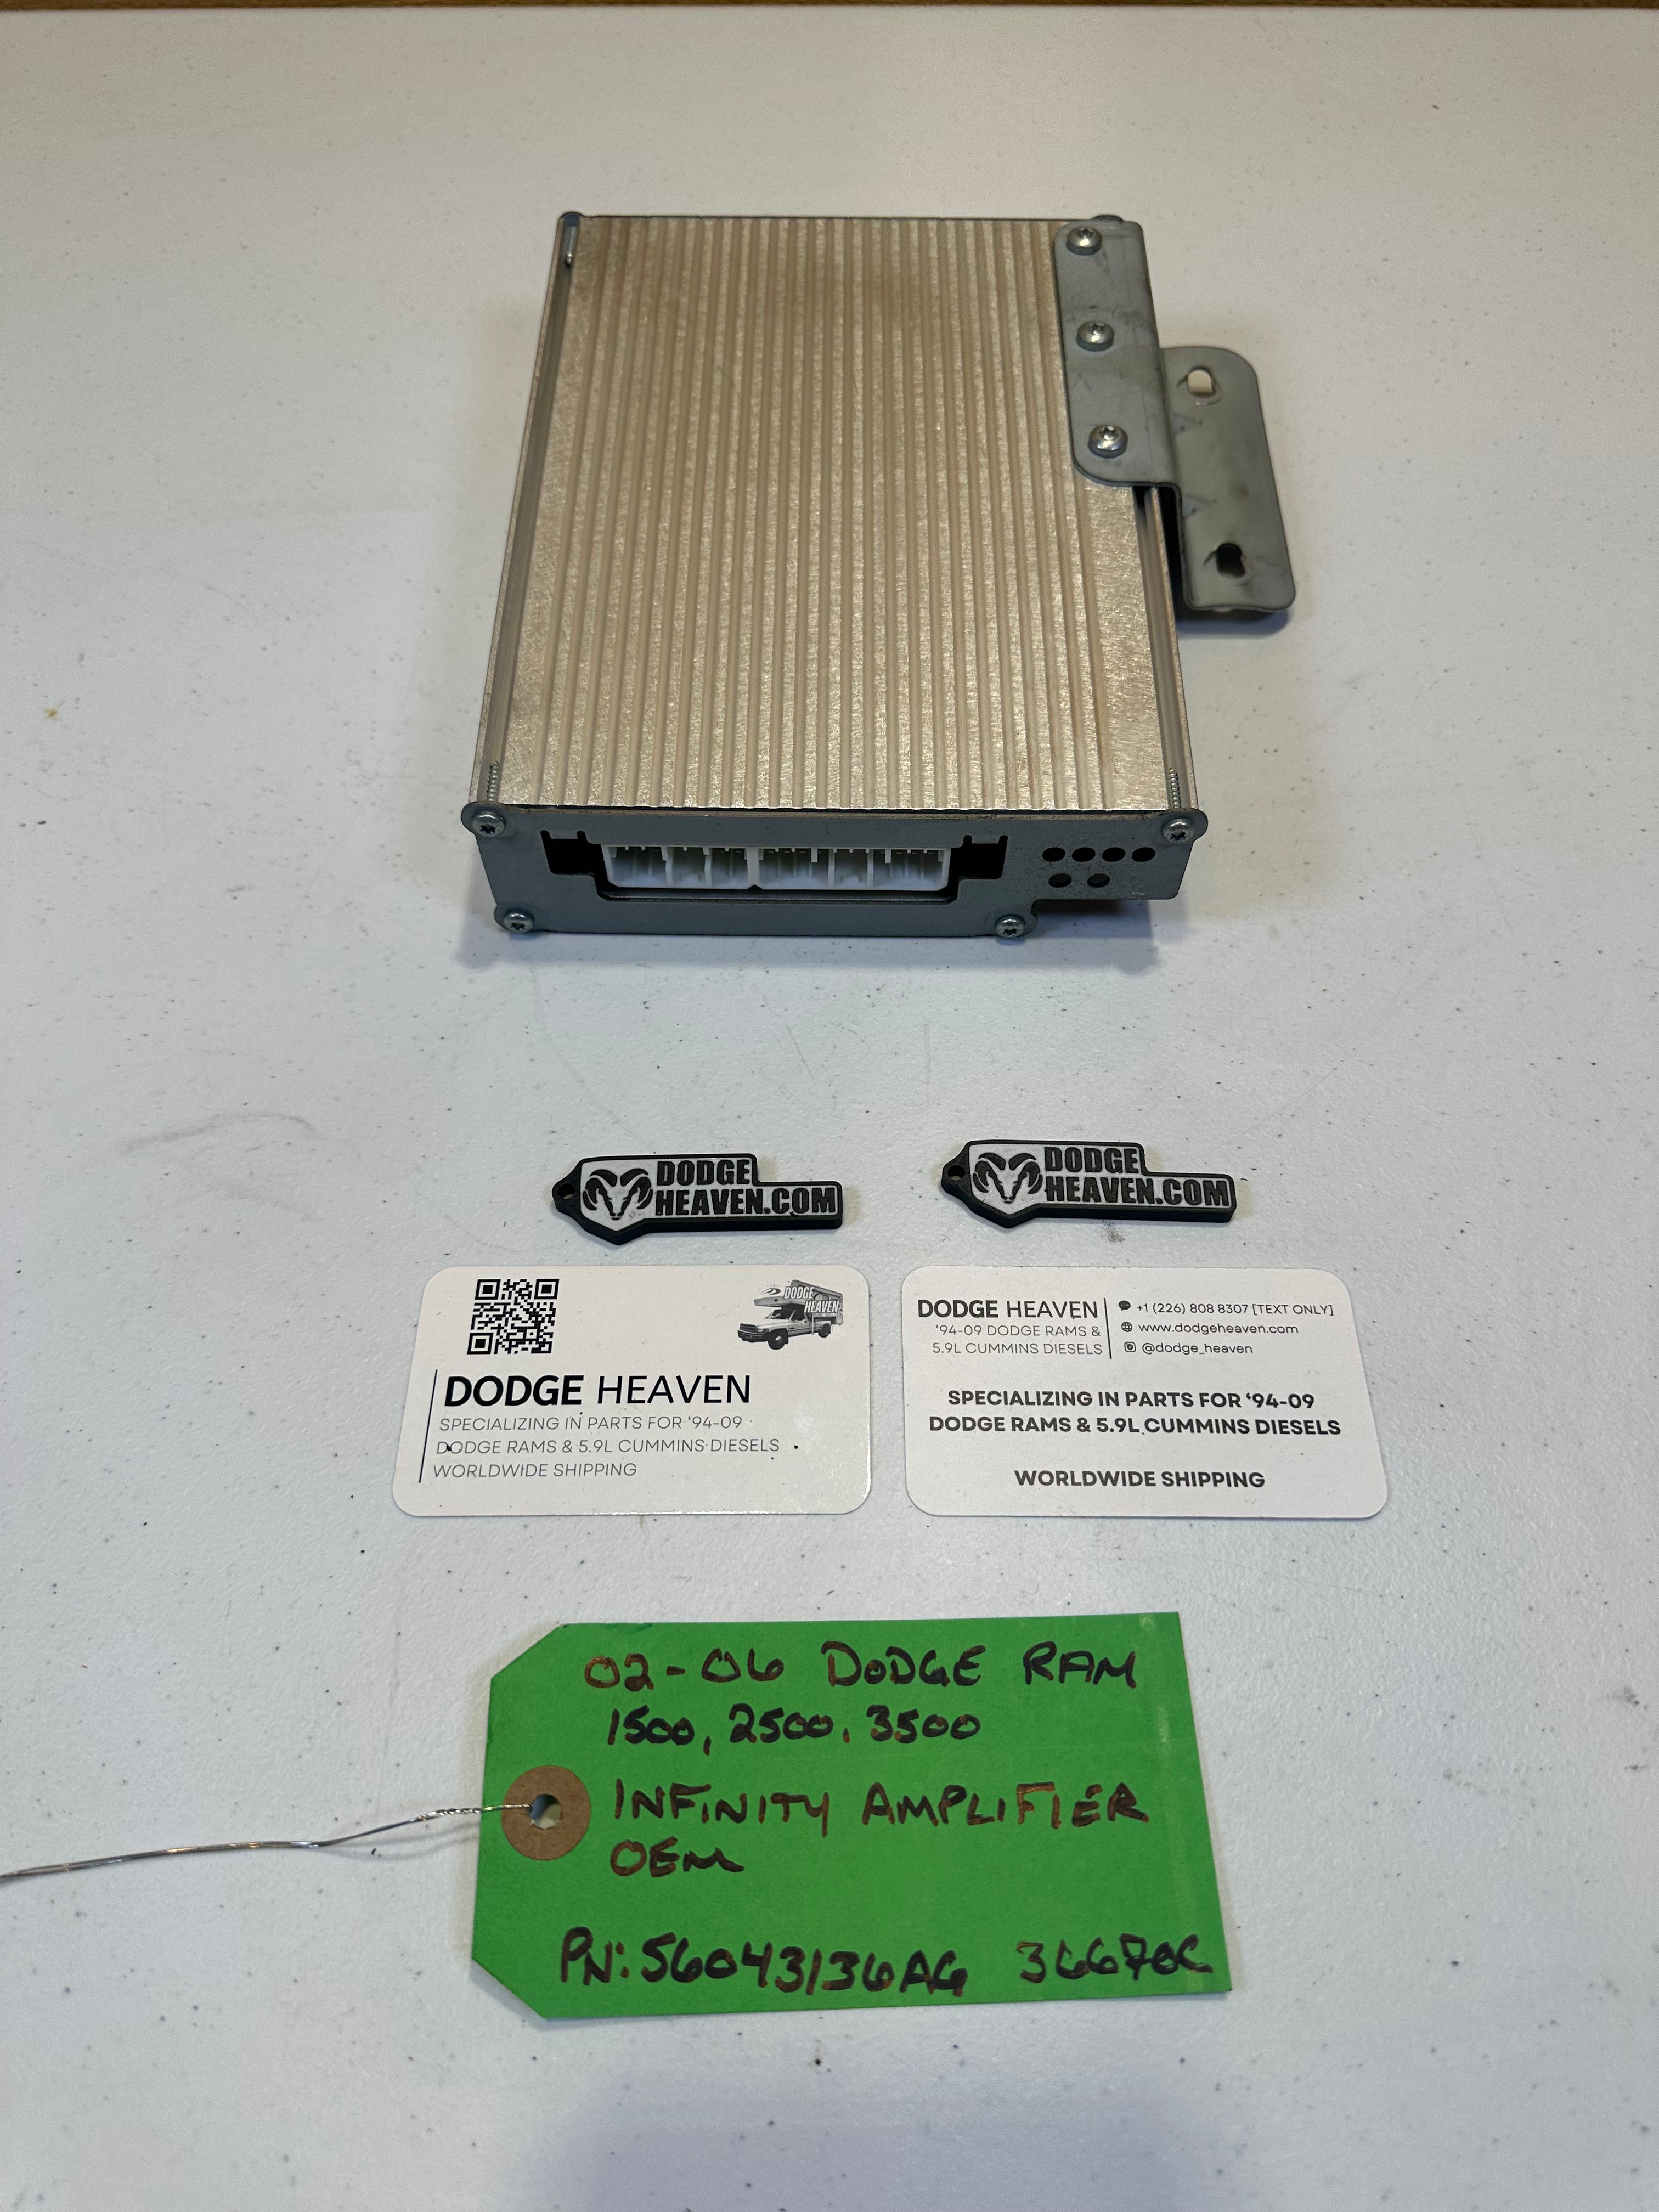 DODGE
HEAVEN.COM
DODGE
HEAVEN.COM
DODGE
HEAVEN
DODGE HEAVEN
SPECIALIZING IN PARTS FOR ‘94-09
DODGE RAMS & 5.9L CUMMINS DIESELS
WORLDWIDE SHIPPING
DODGE HEAVEN
‘94-09 DODGE RAMS &
5.9L CUMMINS DIESELS
+1 (226) 808 8307 [TEXT ONLY]
www.dodgeheaven.com
@dodge_heaven
SPECIALIZING IN PARTS FOR ‘94-09
DODGE RAMS & 5.9L CUMMINS DIESELS
WORLDWIDE SHIPPING
02-06 DODGE RAM
1500, 2500, 3500
INFINITY AMPLIFIER
OEM
PN: 56043136AG 36670C